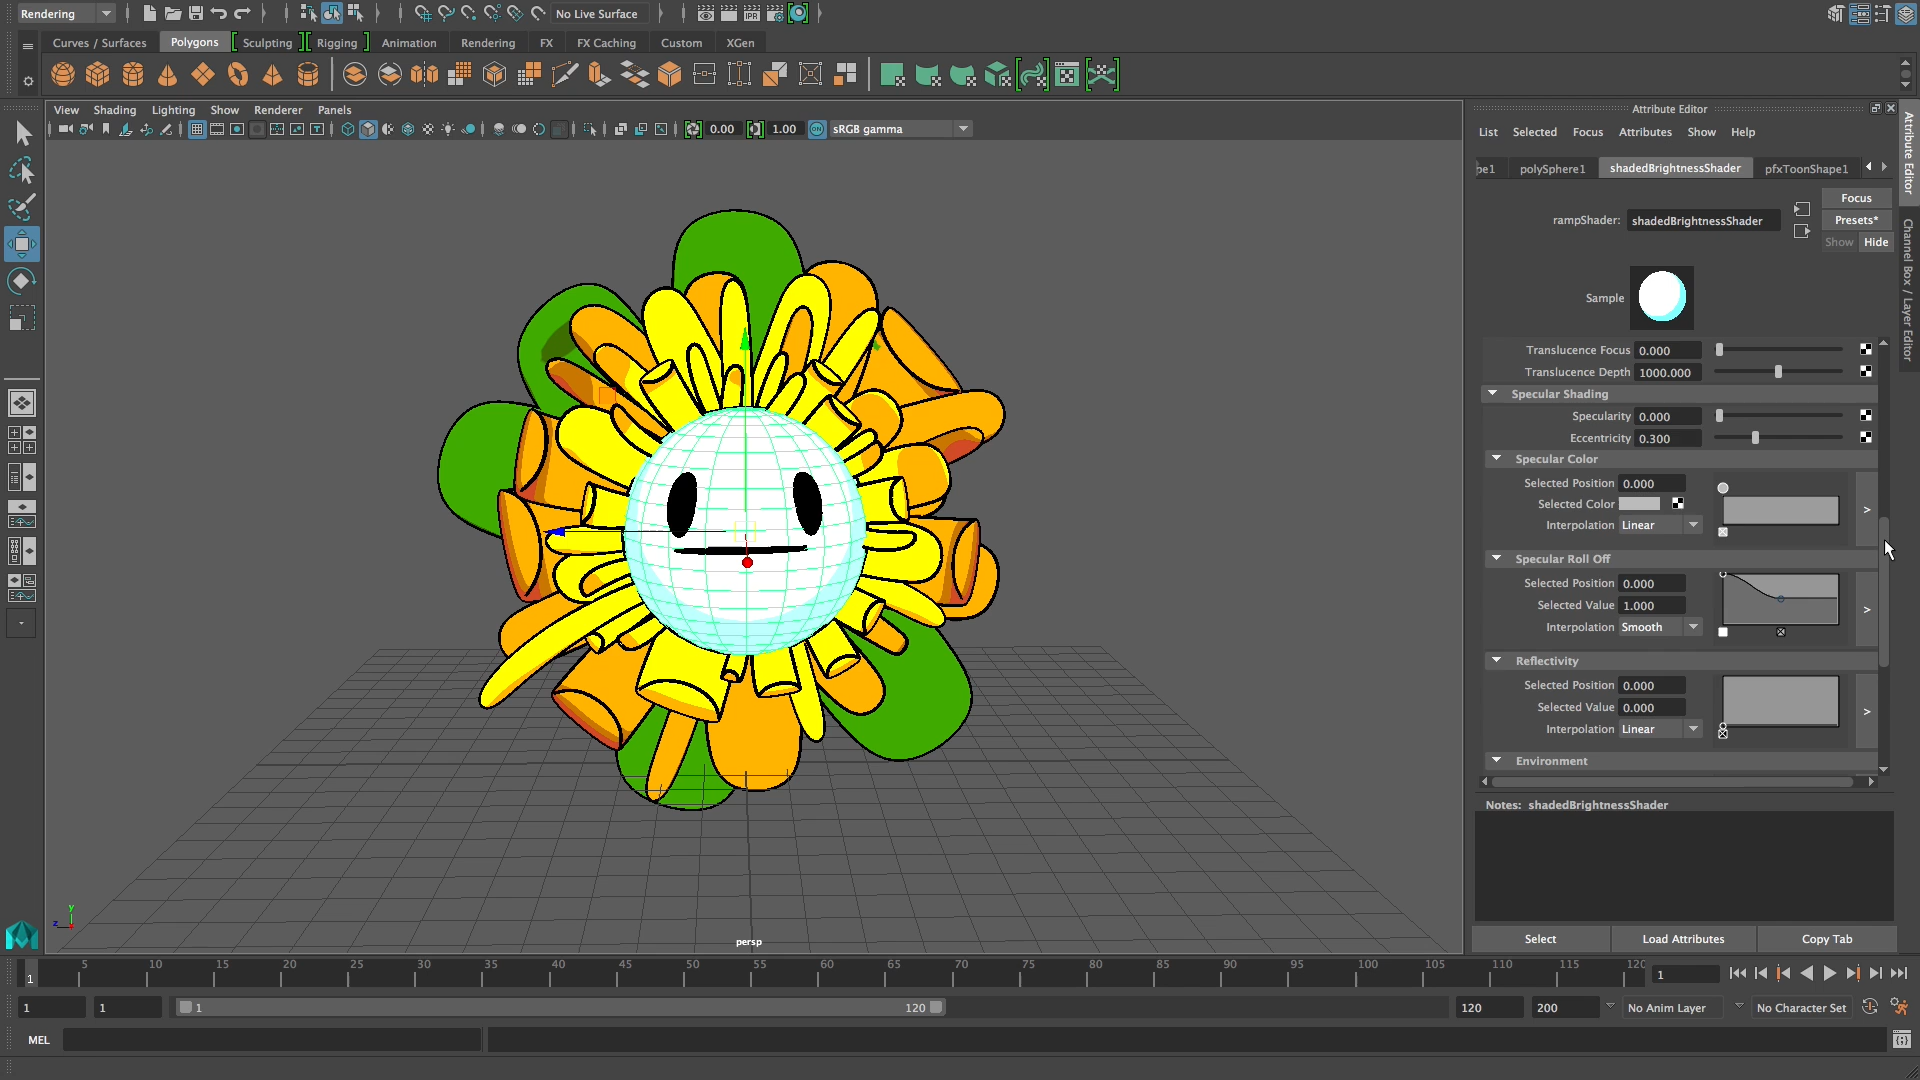 Rendering
No Live Surface
Curves / Surfaces Polygons Sculpting Rigging Animation Rendering FX FX Caching Custom XGen
View Shading Lighting Show Renderer Panels
0.00 1.00 ON sRGB gamma
Attribute Editor
List Selected Focus Attributes Show Help
pe1 polySphere1 shadedBrightnessShader pfxToonShape1
Focus
rampShader: shadedBrightnessShader
Presets*
Show Hide
Sample
Translucence Focus 0.000
Translucence Depth 1000.000
Specular Shading
Specularity 0.000
Eccentricity 0.300
Specular Color
Selected Position 0.000
Selected Color
Interpolation Linear
>
Specular Roll Off
Selected Position 0.000
Selected Value 1.000
Interpolation Smooth
>
Reflectivity
Selected Position 0.000
Selected Value 0.000
Interpolation Linear
>
Environment
Notes: shadedBrightnessShader
Select Load Attributes Copy Tab
Attribute Editor
Channel Box / Layer Editor
y
z
persp
1 5 10 15 20 25 30 35 40 45 50 55 60 65 70 75 80 85 90 95 100 105 110 115 120
1
1 1 1 120 120 200 No Anim Layer No Character Set
MEL